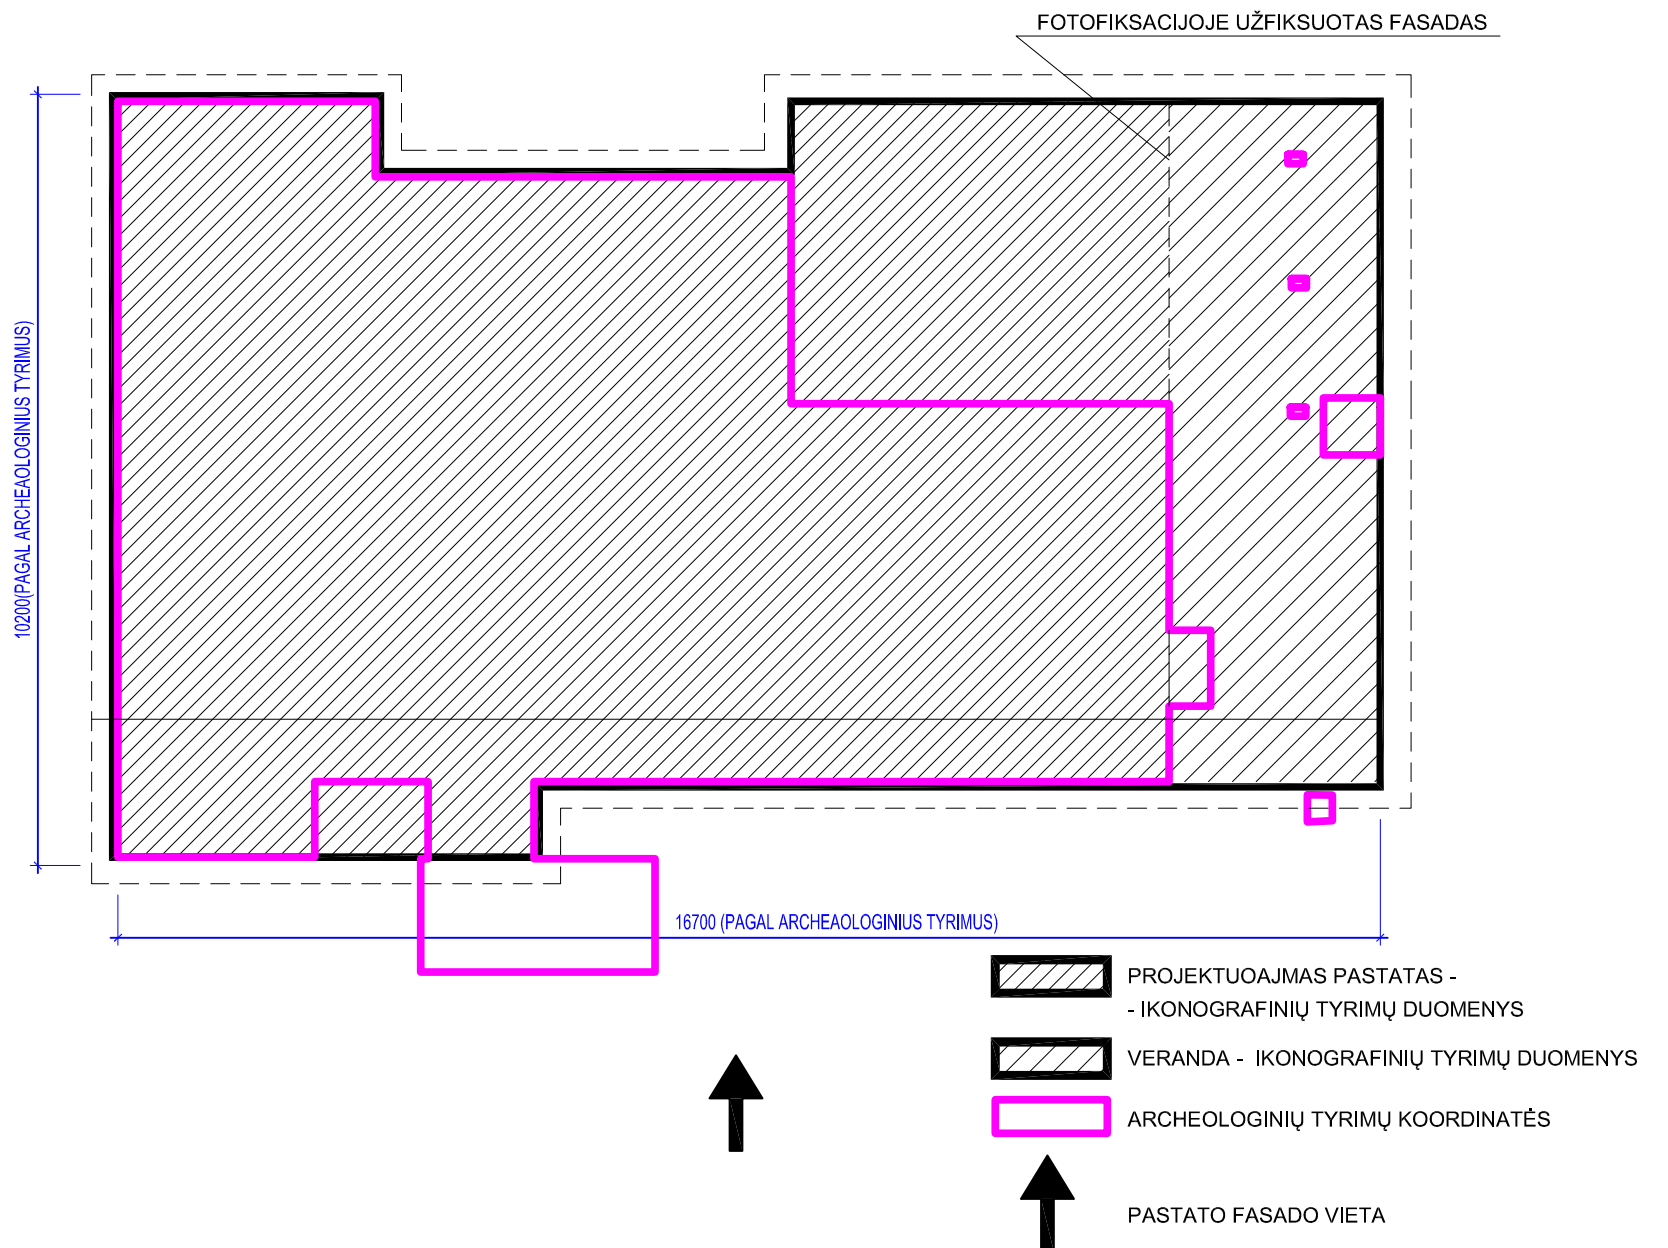 FOTOFIKSACIJOJE UŽFIKSUOTAS FASADAS
10200(PAGAL ARCHEAOLOGINIUS TYRIMUS)
16700 (PAGAL ARCHEAOLOGINIUS TYRIMUS)
PROJEKTUOAJMAS PASTATAS -
- IKONOGRAFINIŲ TYRIMŲ DUOMENYS
VERANDA - IKONOGRAFINIŲ TYRIMŲ DUOMENYS
ARCHEOLOGINIŲ TYRIMŲ KOORDINATĖS
PASTATO FASADO VIETA